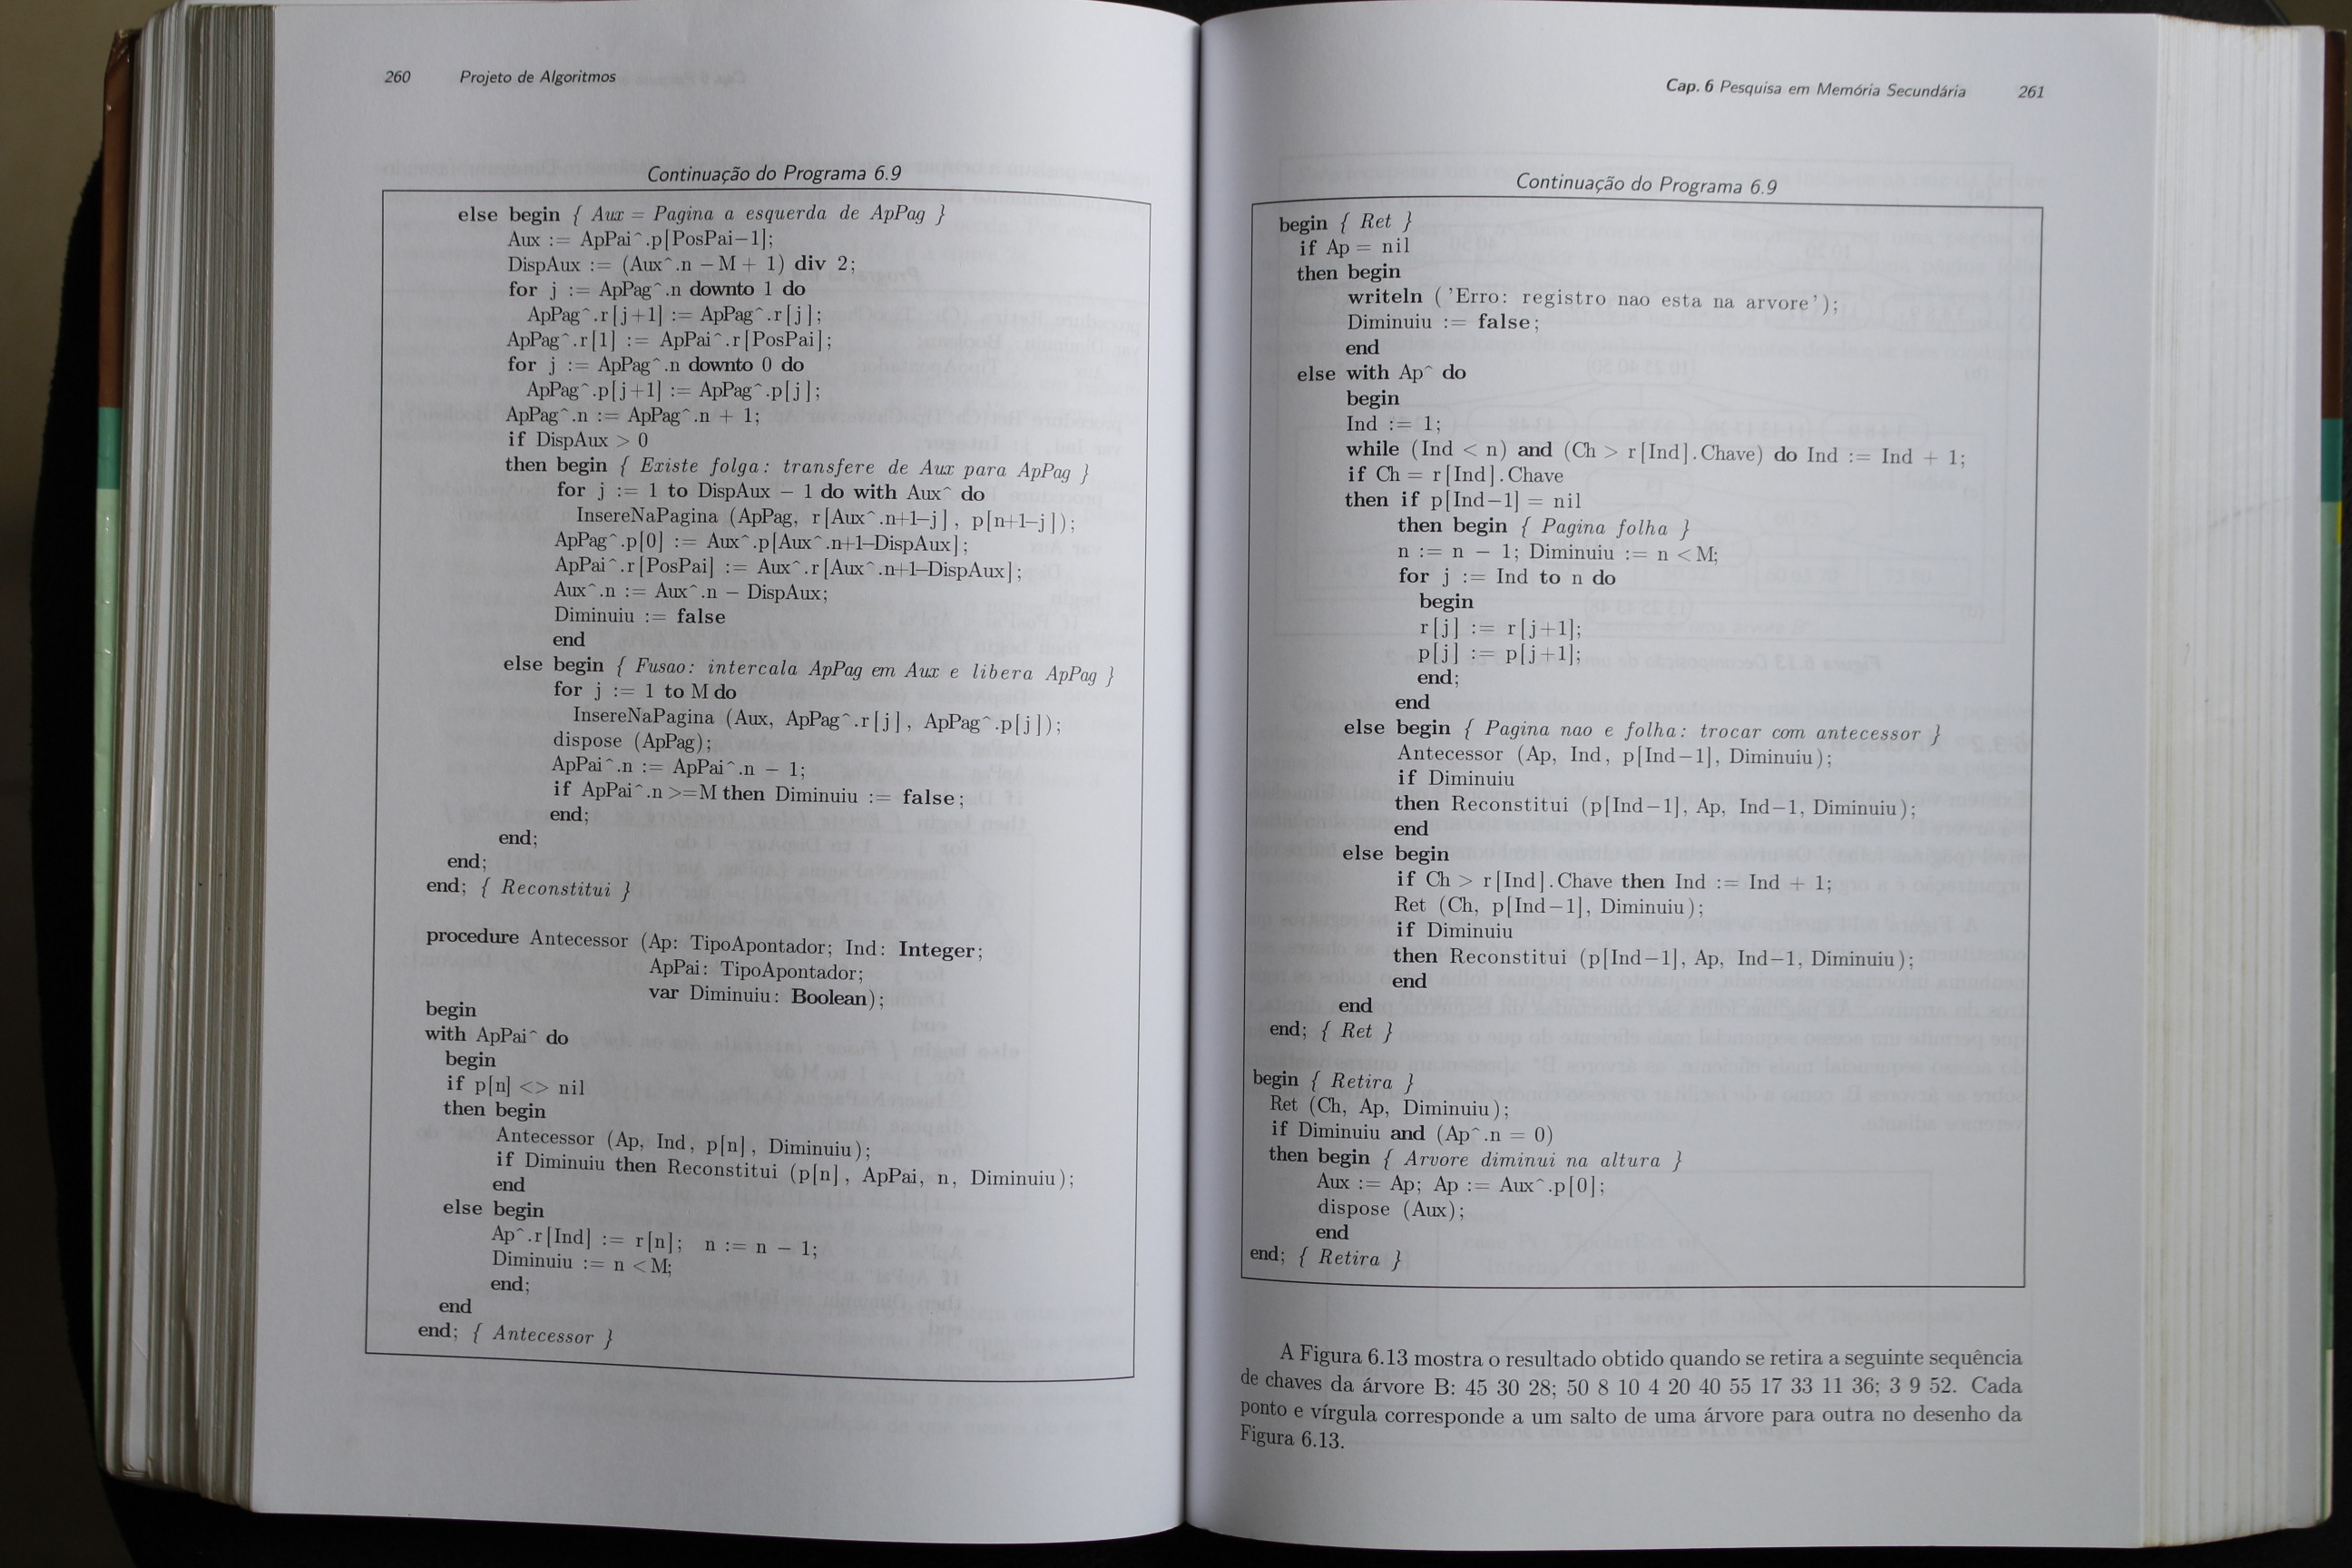 260 Projeto de Algoritmos
Continuação do Programa 6.9
else begin { Aux = Pagina a esquerda de ApPag }
Aux := ApPai^.p[PosPai−1];
DispAux := (Aux^.n − M + 1) div 2;
for j := ApPag^.n downto 1 do
ApPag^.r[j+1] := ApPag^.r[j];
ApPag^.r[1] := ApPai^.r[PosPai];
for j := ApPag^.n downto 0 do
ApPag^.p[j+1] := ApPag^.p[j];
ApPag^.n := ApPag^.n + 1;
if DispAux > 0
then begin { Existe folga: transfere de Aux para ApPag }
for j := 1 to DispAux − 1 do with Aux^ do
InsereNaPagina (ApPag, r[Aux^.n+1−j], p[n+1−j]);
ApPag^.p[0] := Aux^.p[Aux^.n+1−DispAux];
ApPai^.r[PosPai] := Aux^.r[Aux^.n+1−DispAux];
Aux^.n := Aux^.n − DispAux;
Diminuiu := false
end
else begin { Fusao: intercala ApPag em Aux e libera ApPag }
for j := 1 to M do
InsereNaPagina (Aux, ApPag^.r[j], ApPag^.p[j]);
dispose (ApPag);
ApPai^.n := ApPai^.n − 1;
if ApPai^.n >=M then Diminuiu := false;
end;
end;
end;
end; { Reconstitui }
procedure Antecessor (Ap: TipoApontador; Ind: Integer;
ApPai: TipoApontador;
var Diminuiu: Boolean);
begin
with ApPai^ do
begin
if p[n] <> nil
then begin
Antecessor (Ap, Ind, p[n], Diminuiu);
if Diminuiu then Reconstitui (p[n], ApPai, n, Diminuiu);
end
else begin
Ap^.r[Ind] := r[n]; n := n − 1;
Diminuiu := n < M;
end;
end
end; { Antecessor }
Cap. 6 Pesquisa em Memória Secundária 261
Continuação do Programa 6.9
begin { Ret }
if Ap = nil
then begin
writeln ('Erro: registro nao esta na arvore');
Diminuiu := false;
end
else with Ap^ do
begin
Ind := 1;
while (Ind < n) and (Ch > r[Ind].Chave) do Ind := Ind + 1;
if Ch = r[Ind].Chave
then if p[Ind−1] = nil
then begin { Pagina folha }
n := n − 1; Diminuiu := n < M;
for j := Ind to n do
begin
r[j] := r[j+1];
p[j] := p[j+1];
end;
end
else begin { Pagina nao e folha: trocar com antecessor }
Antecessor (Ap, Ind, p[Ind−1], Diminuiu);
if Diminuiu
then Reconstitui (p[Ind−1], Ap, Ind−1, Diminuiu);
end
else begin
if Ch > r[Ind].Chave then Ind := Ind + 1;
Ret (Ch, p[Ind−1], Diminuiu);
if Diminuiu
then Reconstitui (p[Ind−1], Ap, Ind−1, Diminuiu);
end
end
end; { Ret }
begin { Retira }
Ret (Ch, Ap, Diminuiu);
if Diminuiu and (Ap^.n = 0)
then begin { Arvore diminui na altura }
Aux := Ap; Ap := Aux^.p[0];
dispose (Aux);
end
end; { Retira }
A Figura 6.13 mostra o resultado obtido quando se retira a seguinte sequência
de chaves da árvore B: 45 30 28; 50 8 10 4 20 40 55 17 33 11 36; 3 9 52. Cada
ponto e vírgula corresponde a um salto de uma árvore para outra no desenho da
Figura 6.13.